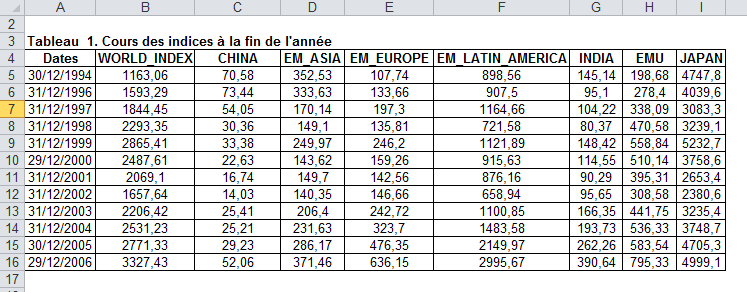 A B C D E F G H I
2
3 Tableau 1. Cours des indices à la fin de l'année
4 Dates WORLD_INDEX CHINA EM_ASIA EM_EUROPE EM_LATIN_AMERICA INDIA EMU JAPAN
5 30/12/1994 1163,06 70,58 352,53 107,74 898,56 145,14 198,68 4747,8
6 31/12/1996 1593,29 73,44 333,63 133,66 907,5 95,1 278,4 4039,6
7 31/12/1997 1844,45 54,05 170,14 197,3 1164,66 104,22 338,09 3083,3
8 31/12/1998 2293,35 30,36 149,1 135,81 721,58 80,37 470,58 3239,1
9 31/12/1999 2865,41 33,38 249,97 246,2 1121,89 148,42 558,84 5232,7
10 29/12/2000 2487,61 22,63 143,62 159,26 915,63 114,55 510,14 3758,6
11 31/12/2001 2069,1 16,74 149,7 142,56 876,16 90,29 395,31 2653,4
12 31/12/2002 1657,64 14,03 140,35 146,66 658,94 95,65 308,58 2380,6
13 31/12/2003 2206,42 25,41 206,4 242,72 1100,85 166,35 441,75 3235,4
14 31/12/2004 2531,23 25,21 231,63 323,7 1483,58 193,73 536,33 3748,7
15 30/12/2005 2771,33 29,23 286,17 476,35 2149,97 262,26 583,54 4705,3
16 29/12/2006 3327,43 52,06 371,46 636,15 2995,67 390,64 795,33 4999,1
17